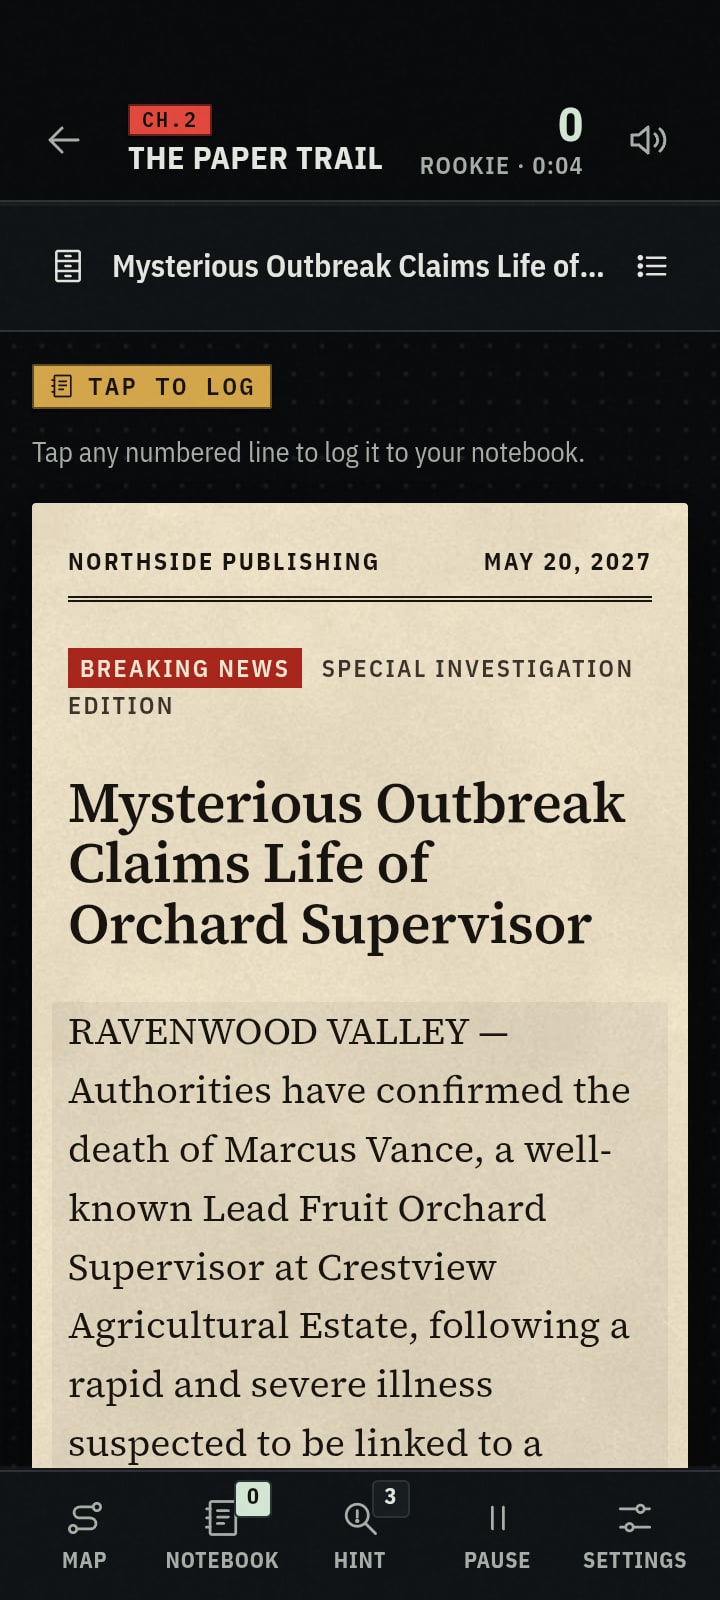 CH.2
THE PAPER TRAIL
0
ROOKIE · 0:04
Mysterious Outbreak Claims Life of...
TAP TO LOG
Tap any numbered line to log it to your notebook.
NORTHSIDE PUBLISHING
MAY 20, 2027
BREAKING NEWS SPECIAL INVESTIGATION
EDITION
Mysterious Outbreak
Claims Life of
Orchard Supervisor
RAVENWOOD VALLEY —
Authorities have confirmed the
death of Marcus Vance, a well-
known Lead Fruit Orchard
Supervisor at Crestview
Agricultural Estate, following a
rapid and severe illness
suspected to be linked to a
0
3
MAP
NOTEBOOK
HINT
PAUSE
SETTINGS